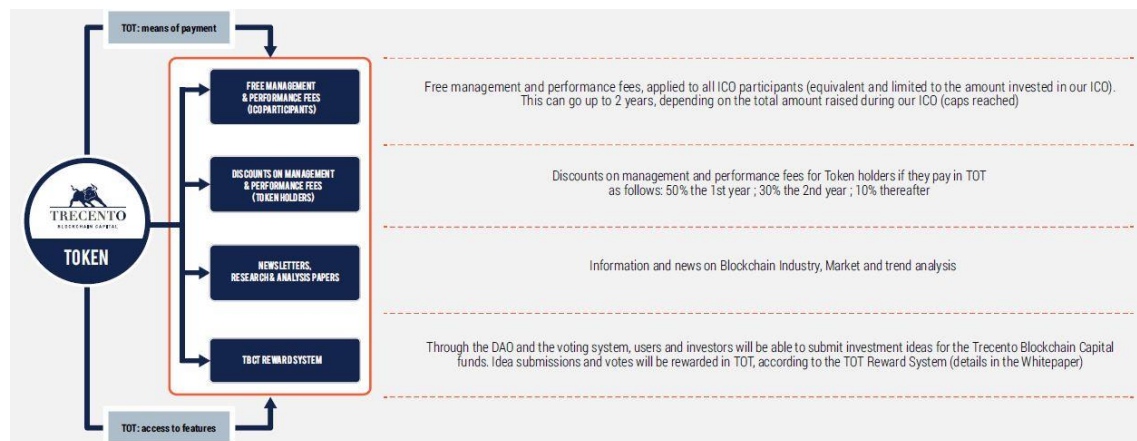 TOT: means of payment
FREE MANAGEMENT
& PERFORMANCE FEES
(ICO PARTICIPANTS)
Free management and performance fees, applied to all ICO participants (equivalent and limited to the amount invested in our ICO).
This can go up to 2 years, depending on the total amount raised during our ICO (caps reached)
DISCOUNTS ON MANAGEMENT
& PERFORMANCE FEES
(TOKEN HOLDERS)
Discounts on management and performance fees for Token holders if they pay in TOT
as follows: 50% the 1st year ; 30% the 2nd year ; 10% thereafter
TRECENTO
BLOCKCHAIN CAPITAL
TOKEN
NEWSLETTERS,
RESEARCH & ANALYSIS PAPERS
Information and news on Blockchain Industry, Market and trend analysis
TBCT REWARD SYSTEM
Through the DAO and the voting system, users and investors will be able to submit investment ideas for the Trecento Blockchain Capital
funds. Idea submissions and votes will be rewarded in TOT, according to the TOT Reward System (details in the Whitepaper)
TOT: access to features